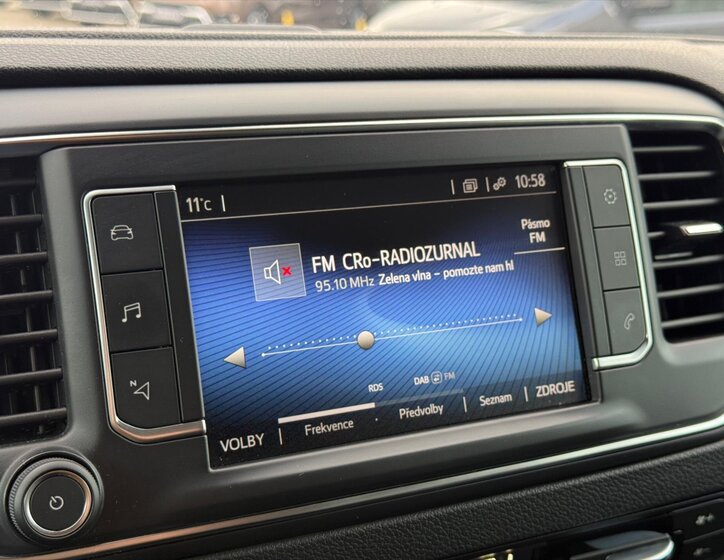 11°C
10:58
Pásmo
FM
FM CRo-RADIOZURNAL
95.10 MHz Zelena vlna - pomozte nam hl
RDS
DAB FM
VOLBY
Frekvence
Předvolby
Seznam
ZDROJE
N